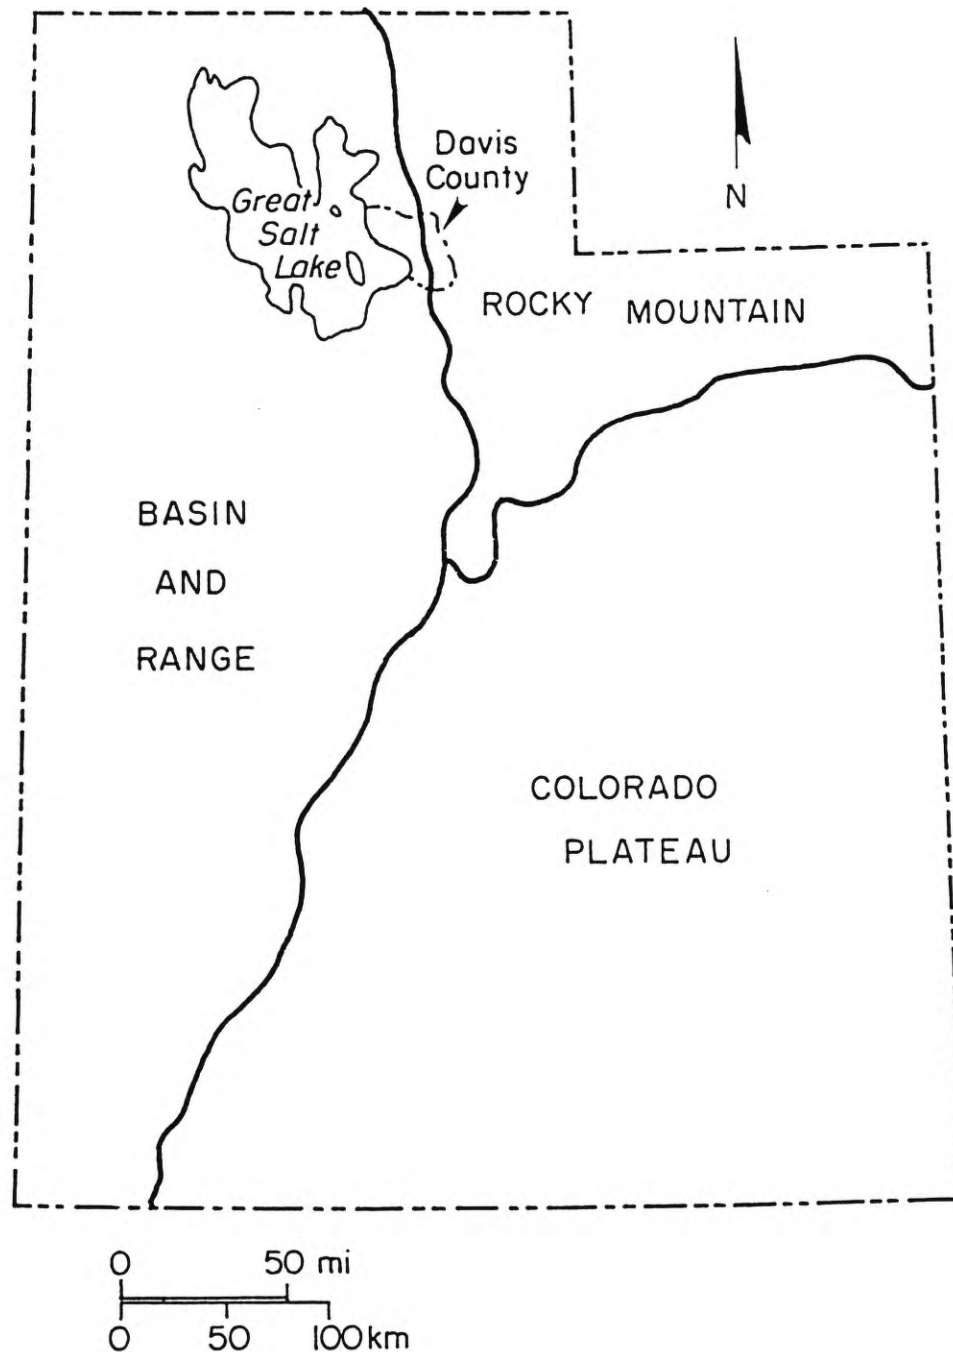 Davis
County
N
Great
Salt
Lake
ROCKY MOUNTAIN
BASIN
AND
RANGE
COLORADO
PLATEAU
0 50 mi
0 50 100 km